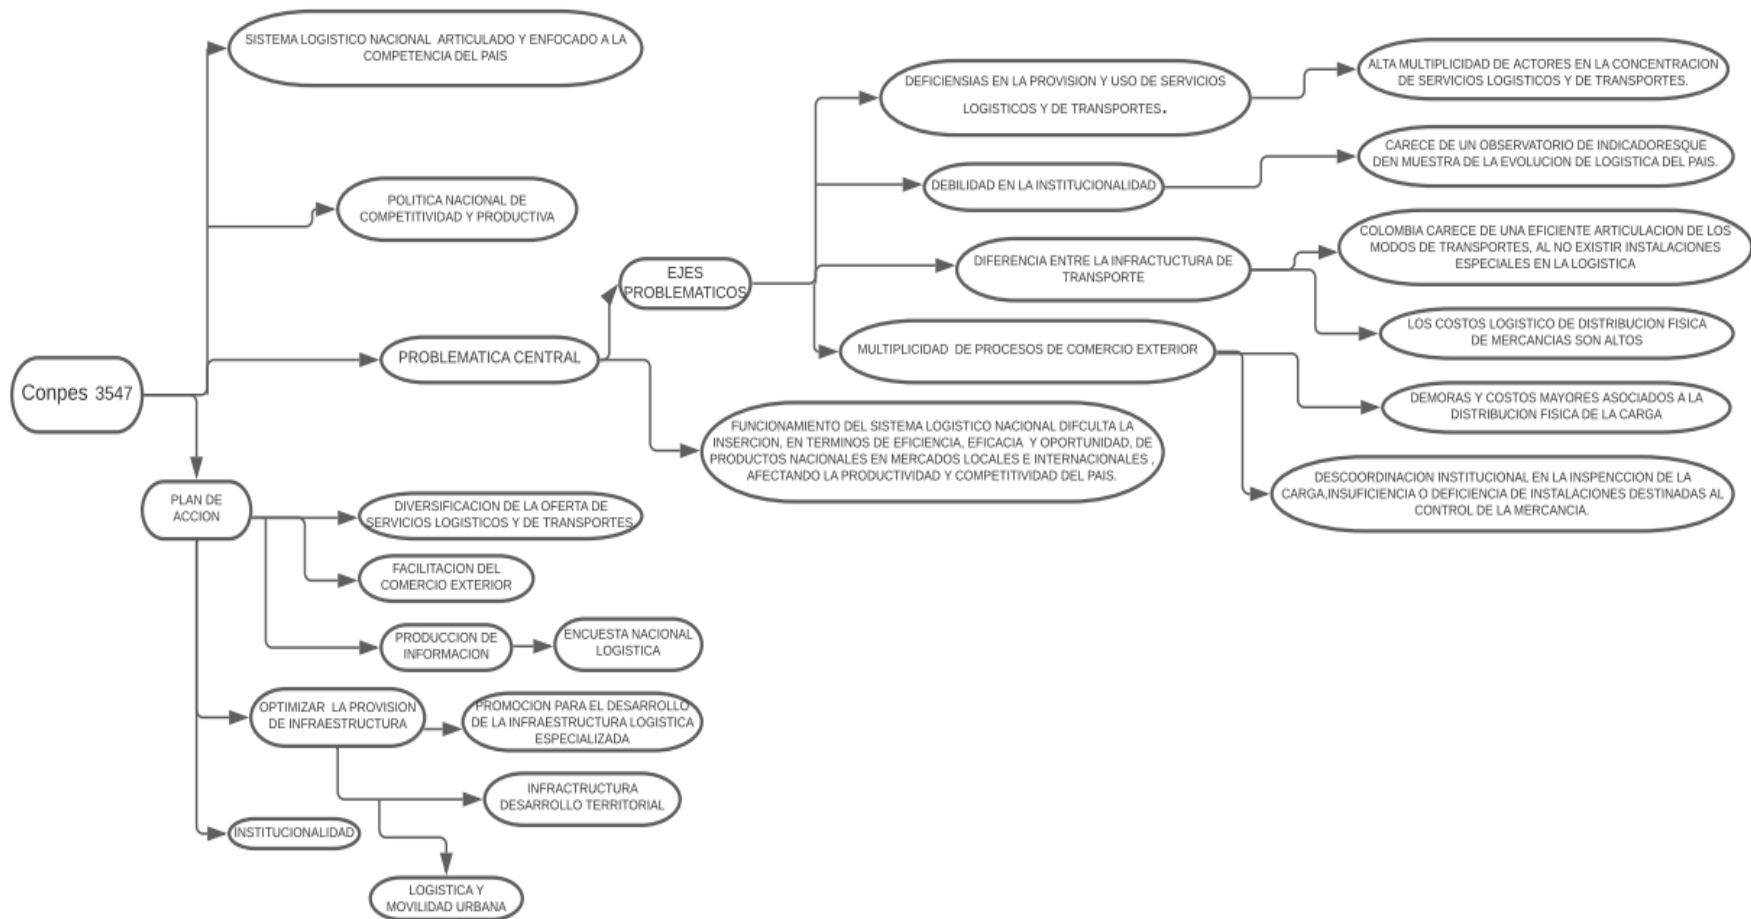 SISTEMA LOGISTICO NACIONAL ARTICULADO Y ENFOCADO A LA
COMPETENCIA DEL PAIS
POLITICA NACIONAL DE
COMPETITIVIDAD Y PRODUCTIVA
EJES
PROBLEMATICOS
PROBLEMATICA CENTRAL
Conpes 3547
FUNCIONAMIENTO DEL SISTEMA LOGISTICO NACIONAL DIFCULTA LA
INSERCION, EN TERMINOS DE EFICIENCIA, EFICACIA Y OPORTUNIDAD, DE
PRODUCTOS NACIONALES EN MERCADOS LOCALES E INTERNACIONALES ,
AFECTANDO LA PRODUCTIVIDAD Y COMPETITIVIDAD DEL PAIS.
DEFICIENSIAS EN LA PROVISION Y USO DE SERVICIOS
LOGISTICOS Y DE TRANSPORTES.
DEBILIDAD EN LA INSTITUCIONALIDAD
DIFERENCIA ENTRE LA INFRACTUCTURA DE
TRANSPORTE
MULTIPLICIDAD DE PROCESOS DE COMERCIO EXTERIOR
ALTA MULTIPLICIDAD DE ACTORES EN LA CONCENTRACION
DE SERVICIOS LOGISTICOS Y DE TRANSPORTES.
CARECE DE UN OBSERVATORIO DE INDICADORESQUE
DEN MUESTRA DE LA EVOLUCION DE LOGISTICA DEL PAIS.
COLOMBIA CARECE DE UNA EFICIENTE ARTICULACION DE LOS
MODOS DE TRANSPORTES, AL NO EXISTIR INSTALACIONES
ESPECIALES EN LA LOGISTICA
LOS COSTOS LOGISTICO DE DISTRIBUCION FISICA
DE MERCANCIAS SON ALTOS
DEMORAS Y COSTOS MAYORES ASOCIADOS A LA
DISTRIBUCION FISICA DE LA CARGA
DESCOORDINACION INSTITUCIONAL EN LA INSPENCCION DE LA
CARGA,INSUFICIENCIA O DEFICIENCIA DE INSTALACIONES DESTINADAS AL
CONTROL DE LA MERCANCIA.
PLAN DE
ACCION
DIVERSIFICACION DE LA OFERTA DE
SERVICIOS LOGISTICOS Y DE TRANSPORTES
FACILITACION DEL
COMERCIO EXTERIOR
PRODUCCION DE
INFORMACION
ENCUESTA NACIONAL
LOGISTICA
OPTIMIZAR LA PROVISION
DE INFRAESTRUCTURA
PROMOCION PARA EL DESARROLLO
DE LA INFRAESTRUCTURA LOGISTICA
ESPECIALIZADA
INFRACTRUCTURA
DESARROLLO TERRITORIAL
INSTITUCIONALIDAD
LOGISTICA Y
MOVILIDAD URBANA